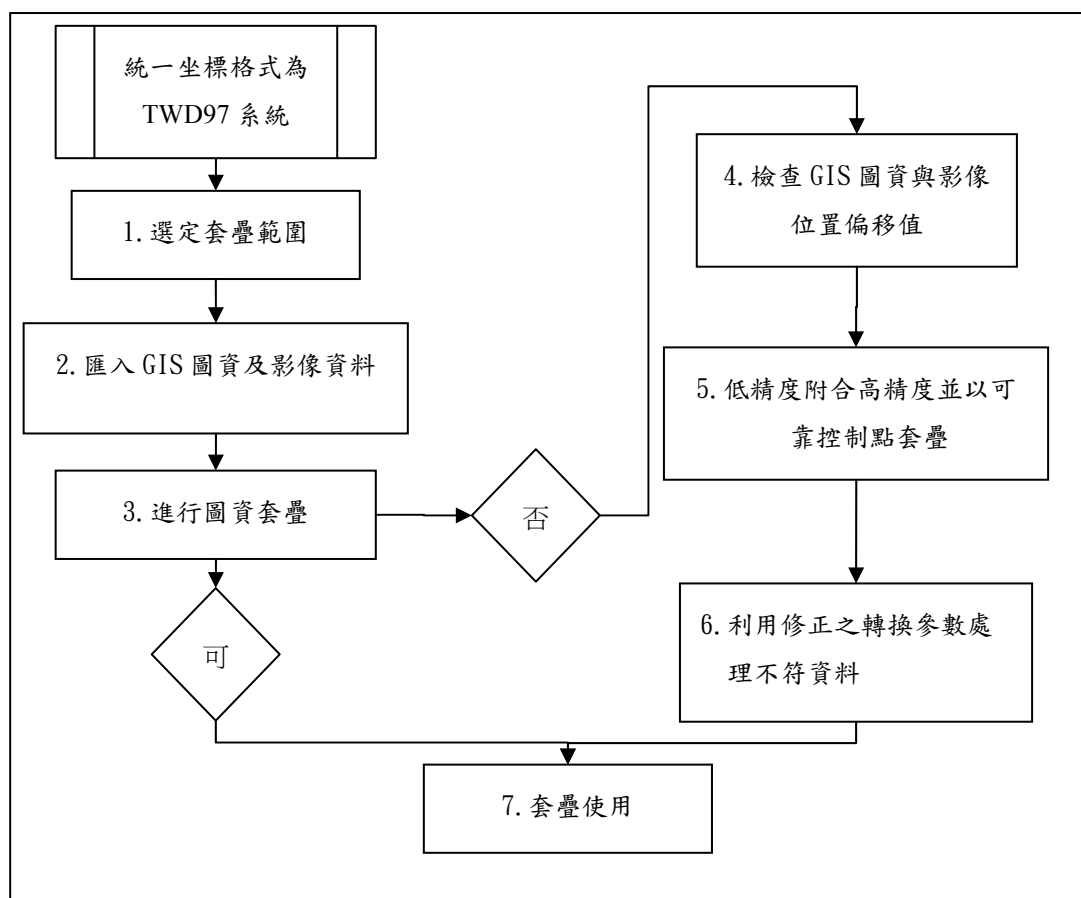 統一坐標格式為
TWD97 系統
1.選定套疊範圍
2.匯入 GIS 圖資及影像資料
3.進行圖資套疊
否
可
4.檢查 GIS 圖資與影像
位置偏移值
5.低精度附合高精度並以可
靠控制點套疊
6.利用修正之轉換參數處
理不符資料
7.套疊使用